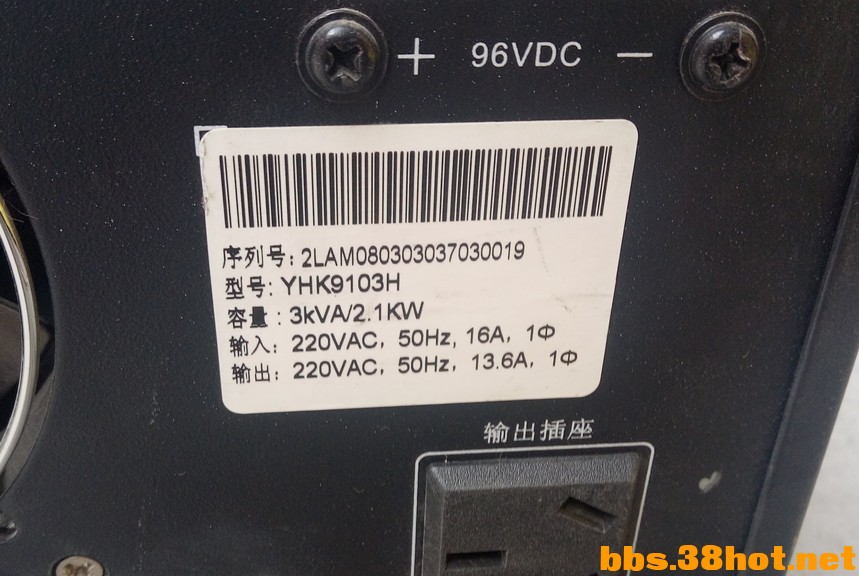 + 96VDC −
序列号: 2LAM080303037030019
型号: YHK9103H
容量: 3kVA/2.1KW
输入: 220VAC, 50Hz, 16A, 1Φ
输出: 220VAC, 50Hz, 13.6A, 1Φ
输出插座
bbs.38hot.net